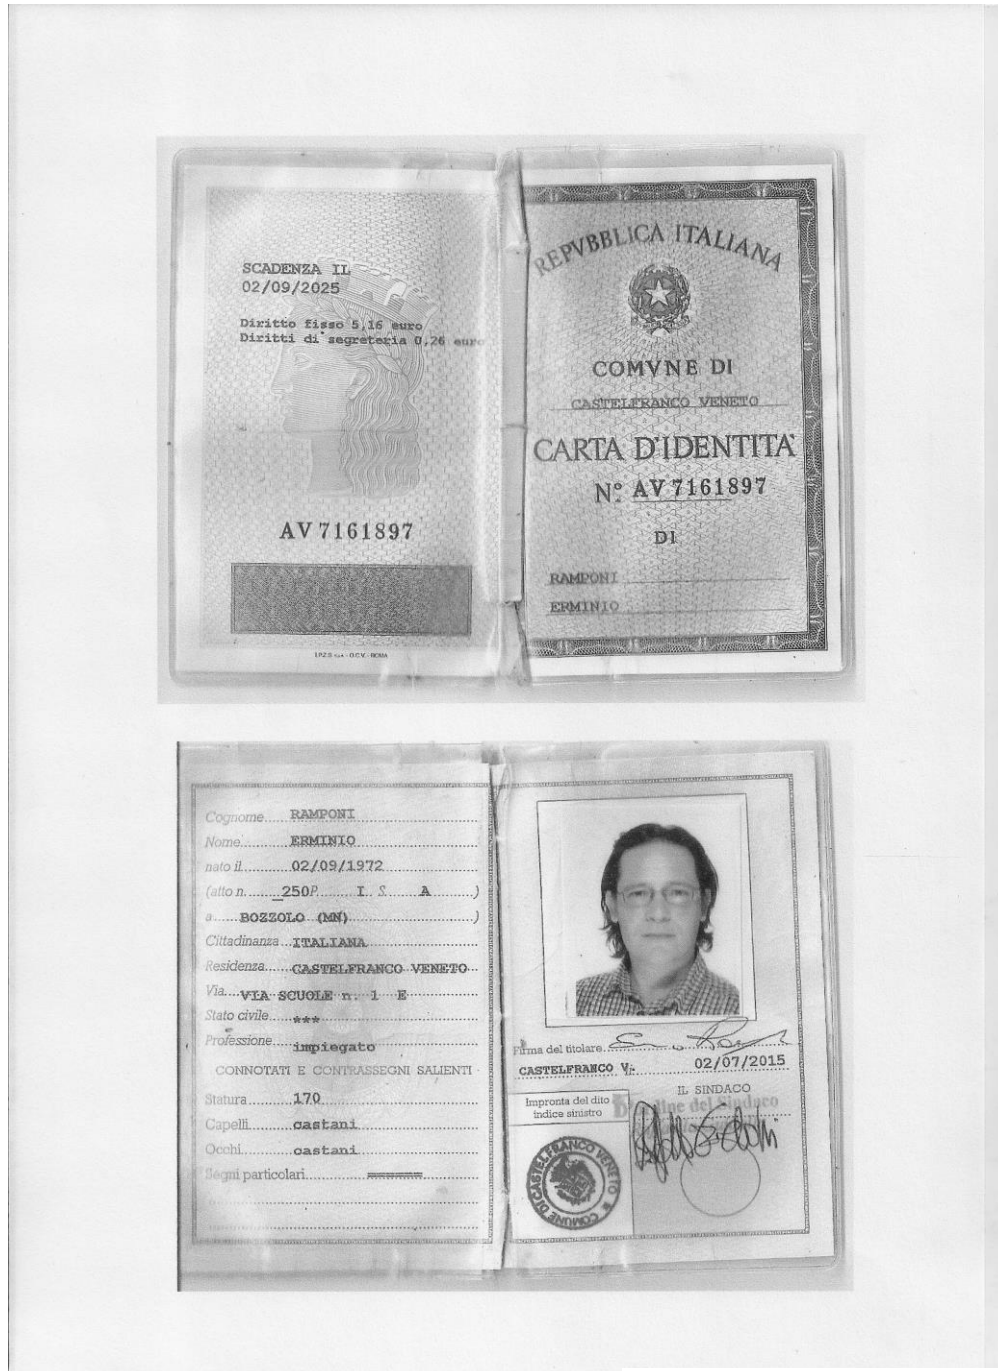 SCADENZA IL
02/09/2025
Diritto fisso 5,16 euro
Diritti di segreteria 0,26 euro
AV 7161897
I.P.Z.S. s.p.a. - O.C.V. - ROMA
REPVBBLICA ITALIANA
COMVNE DI
CASTELFRANCO VENETO
CARTA D'IDENTITA'
N° AV 7161897
DI
RAMPONI
ERMINIO
Cognome RAMPONI
Nome ERMINIO
nato il 02/09/1972
(atto n. 250P. I S. A )
a BOZZOLO (MN) )
Cittadinanza ITALIANA
Residenza CASTELFRANCO VENETO
Via VIA SCUOLE n. 1 E
Stato civile ***
Professione impiegato
CONNOTATI E CONTRASSEGNI SALIENTI
Statura 170
Capelli castani
Occhi castani
Segni particolari ======
Firma del titolare
CASTELFRANCO V. 02/07/2015
IL SINDACO
Impronta del dito
indice sinistro
dine del Sindaco
COMUNE DI CASTELFRANCO VENETO